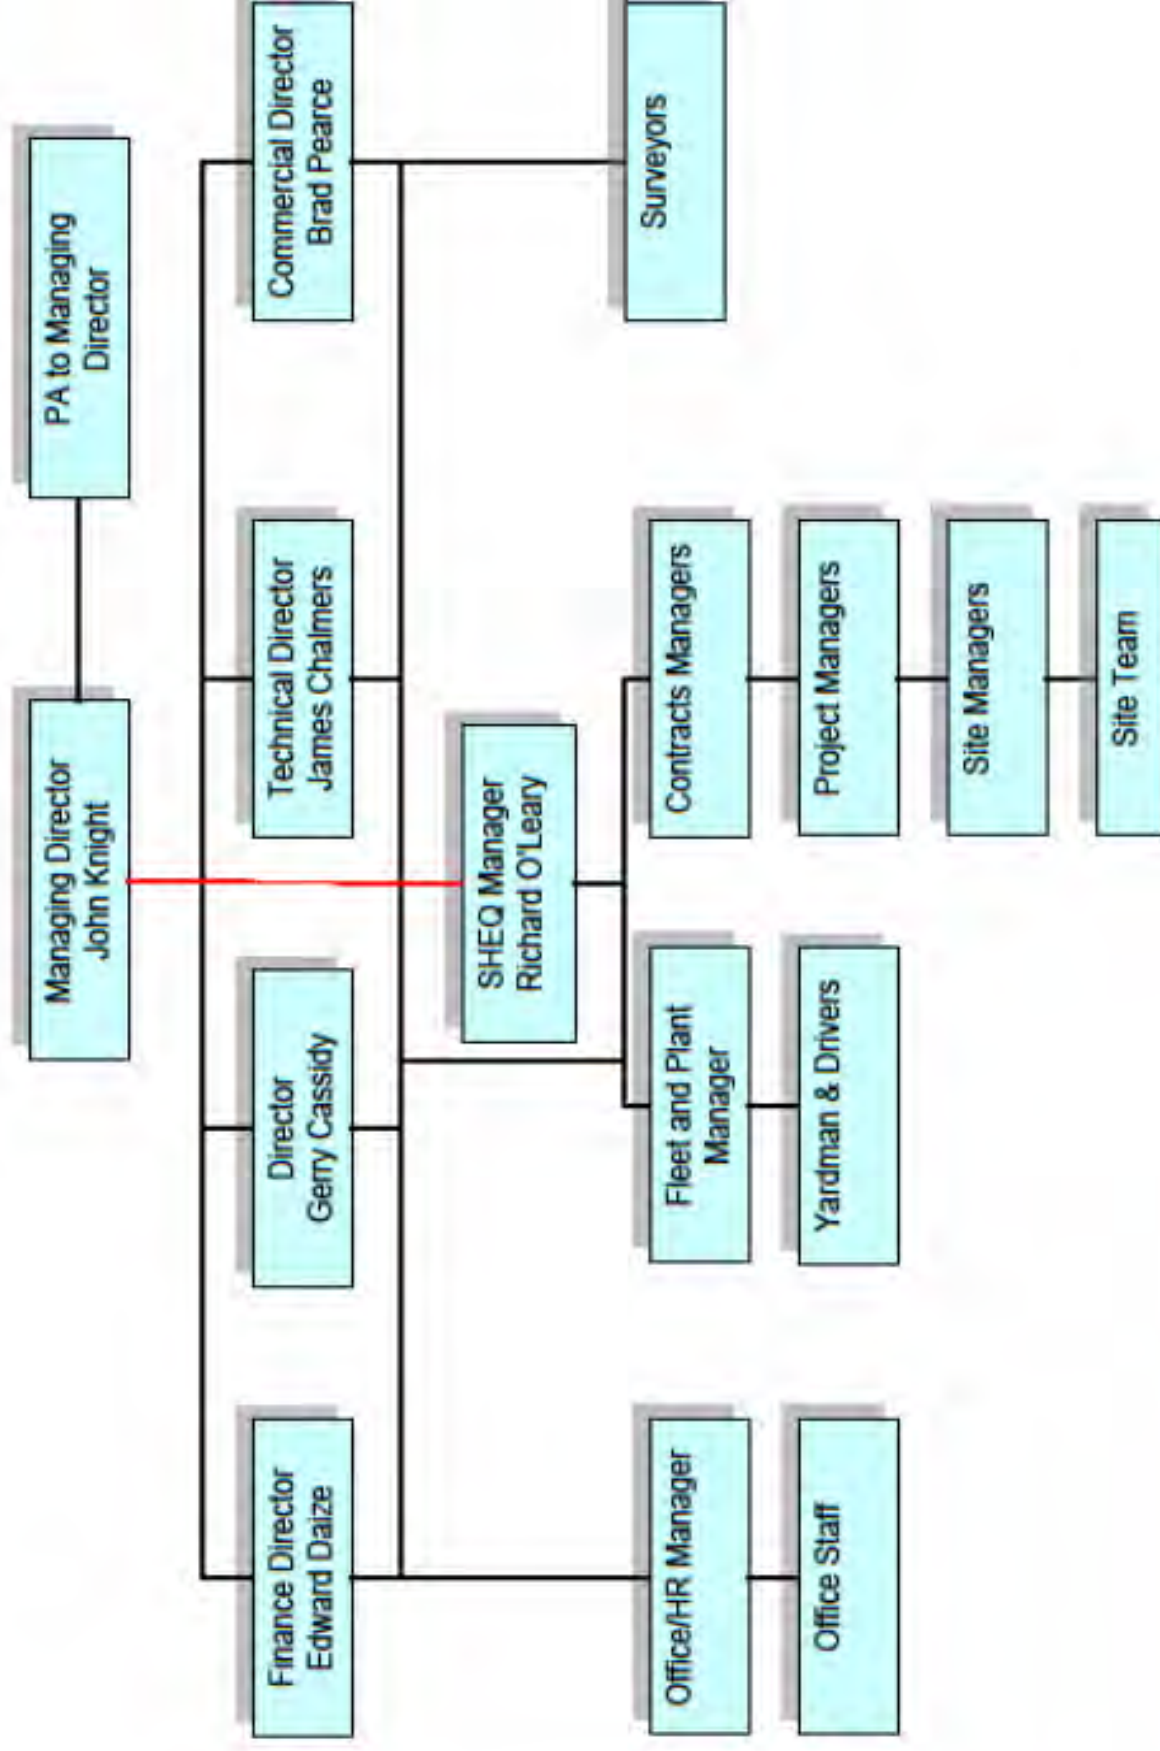 Managing Director
John Knight
PA to Managing
Director
Finance Director
Edward Daize
Director
Gerry Cassidy
Technical Director
James Chalmers
Commercial Director
Brad Pearce
SHEQ Manager
Richard O'Leary
Office/HR Manager
Fleet and Plant
Manager
Contracts Managers
Surveyors
Office Staff
Yardman & Drivers
Project Managers
Site Managers
Site Team